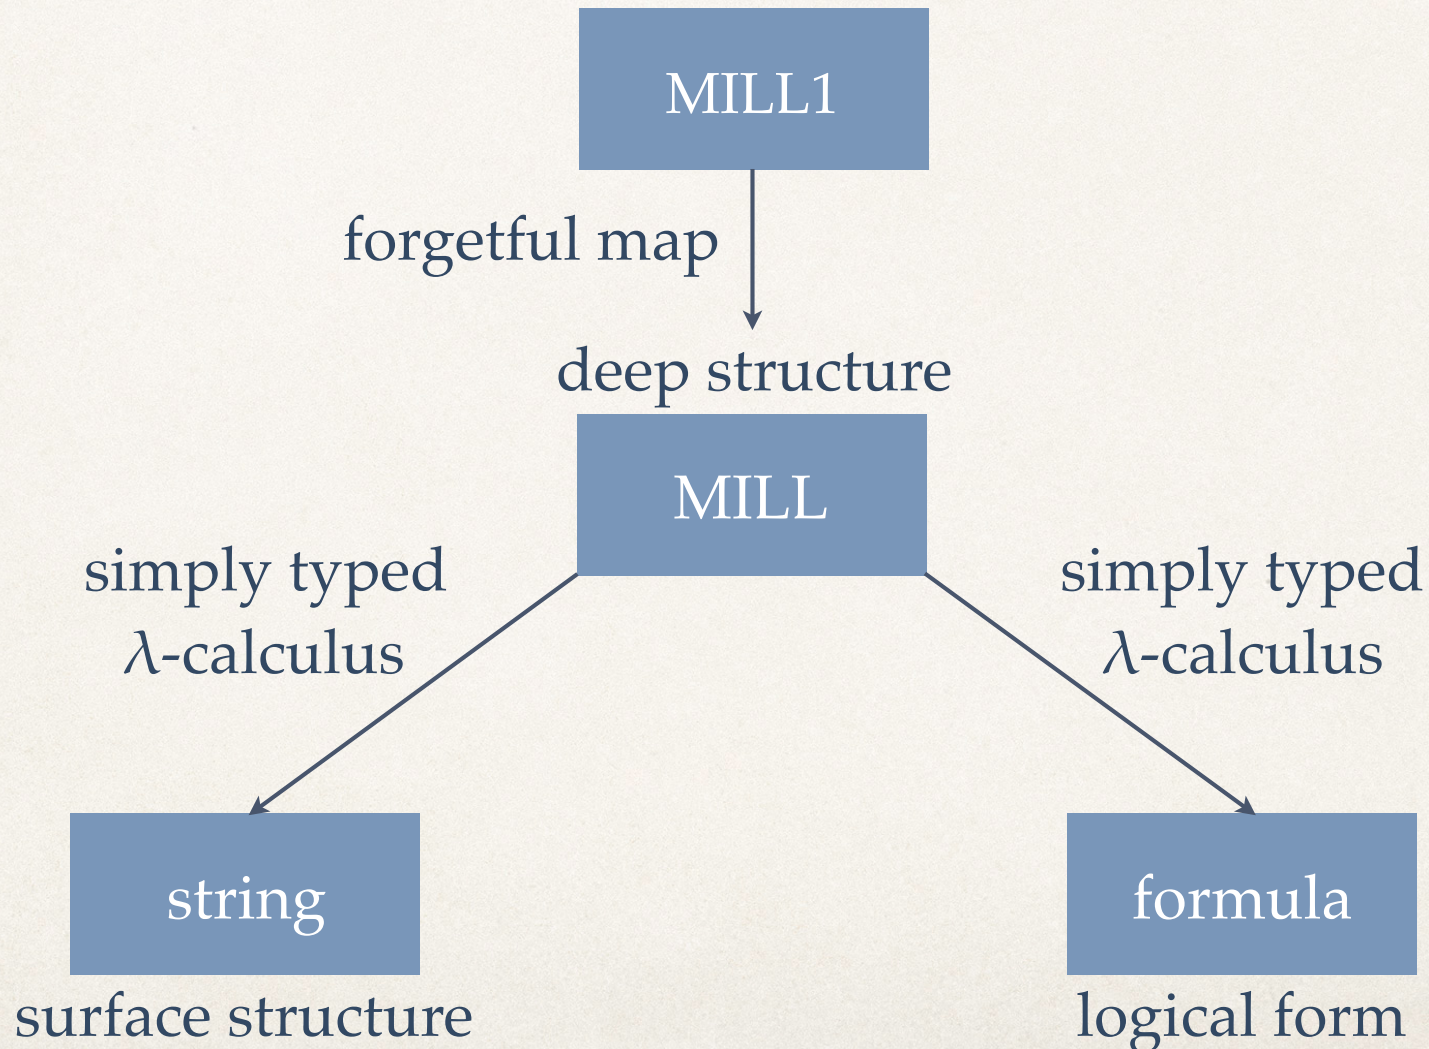 MILL1
forgetful map
deep structure
MILL
simply typed
λ-calculus
simply typed
λ-calculus
string
formula
surface structure
logical form